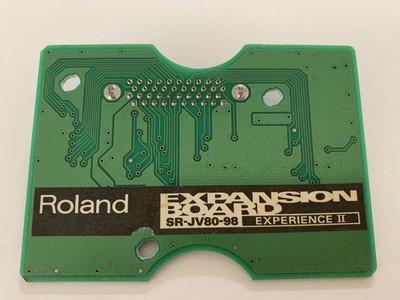 Roland
EXPANSION
BOARD
SR-JV80-98 EXPERIENCE II